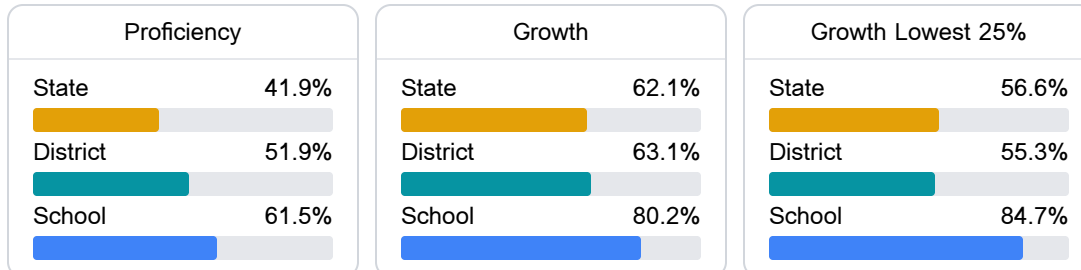 Proficiency
State 41.9%
District 51.9%
School 61.5%
Growth
State 62.1%
District 63.1%
School 80.2%
Growth Lowest 25%
State 56.6%
District 55.3%
School 84.7%